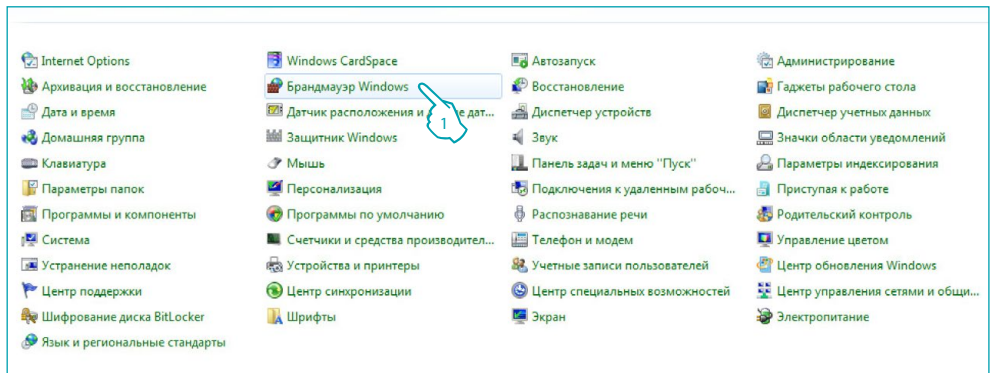 Internet Options
Архивация и восстановление
Дата и время
Домашняя группа
Клавиатура
Параметры папок
Программы и компоненты
Система
Устранение неполадок
Центр поддержки
Шифрование диска BitLocker
Язык и региональные стандарты
Windows CardSpace
Брандмауэр Windows
1
Датчик расположения и дат...
Защитник Windows
Мышь
Персонализация
Программы по умолчанию
Счетчики и средства производител...
Устройства и принтеры
Центр синхронизации
Шрифты
Автозапуск
Восстановление
Диспетчер устройств
Звук
Панель задач и меню "Пуск"
Подключения к удаленным рабоч...
Распознавание речи
Телефон и модем
Учетные записи пользователей
Центр специальных возможностей
Экран
Администрирование
Гаджеты рабочего стола
Диспетчер учетных данных
Значки области уведомлений
Параметры индексирования
Приступая к работе
Родительский контроль
Управление цветом
Центр обновления Windows
Центр управления сетями и общи...
Электропитание